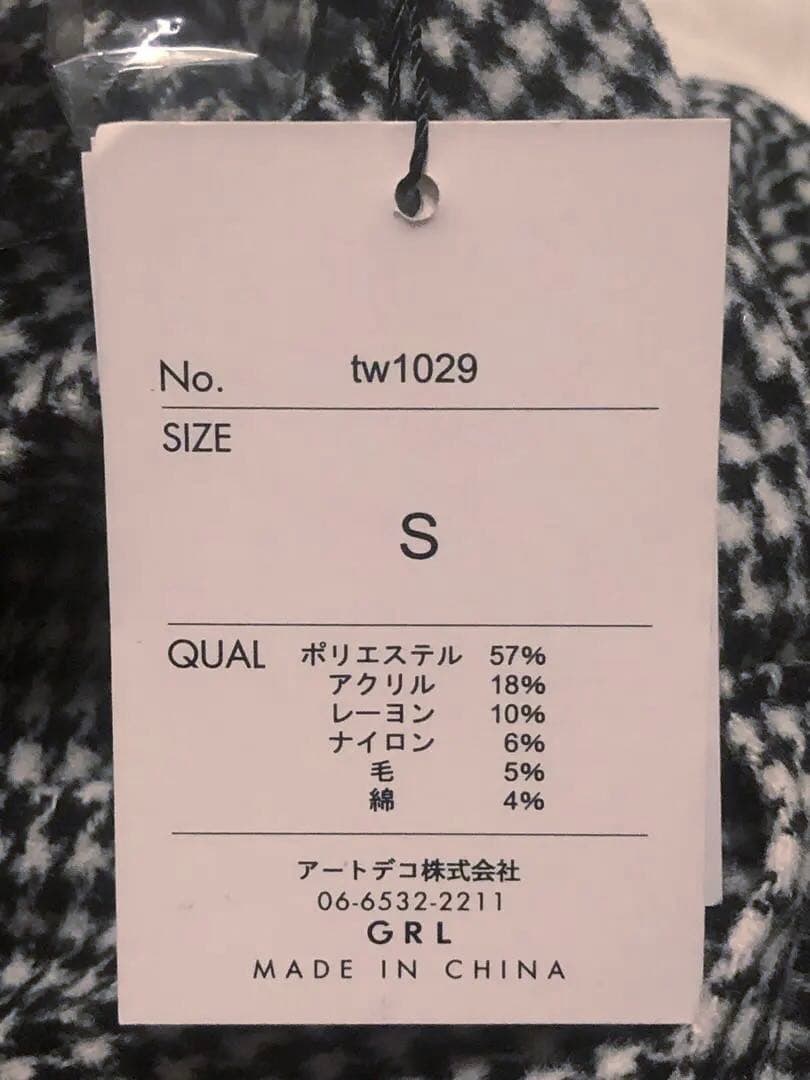 No. tw1029
SIZE
S
QUAL ポリエステル 57%
アクリル 18%
レーヨン 10%
ナイロン 6%
毛 5%
綿 4%
アートデコ株式会社
06-6532-2211
GRL
MADE IN CHINA